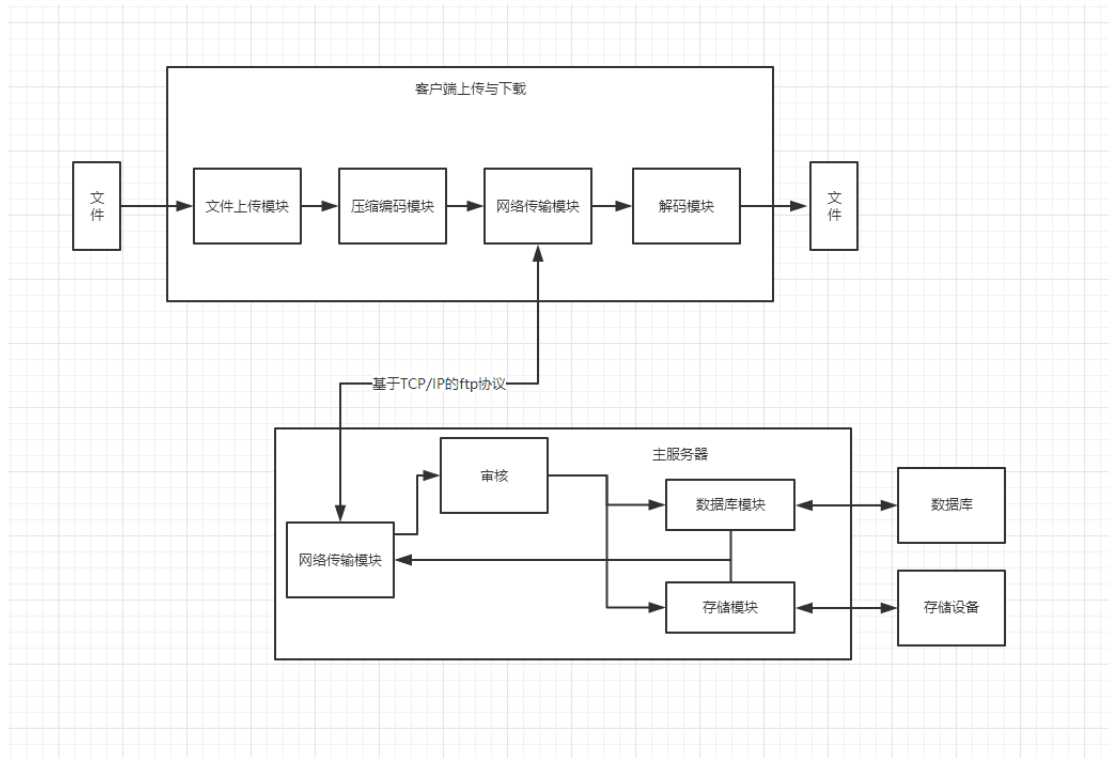 客户端上传与下载
文
件
文件上传模块
压缩编码模块
网络传输模块
解码模块
文
件
基于TCP/IP的ftp协议
主服务器
审核
数据库模块
数据库
网络传输模块
存储模块
存储设备